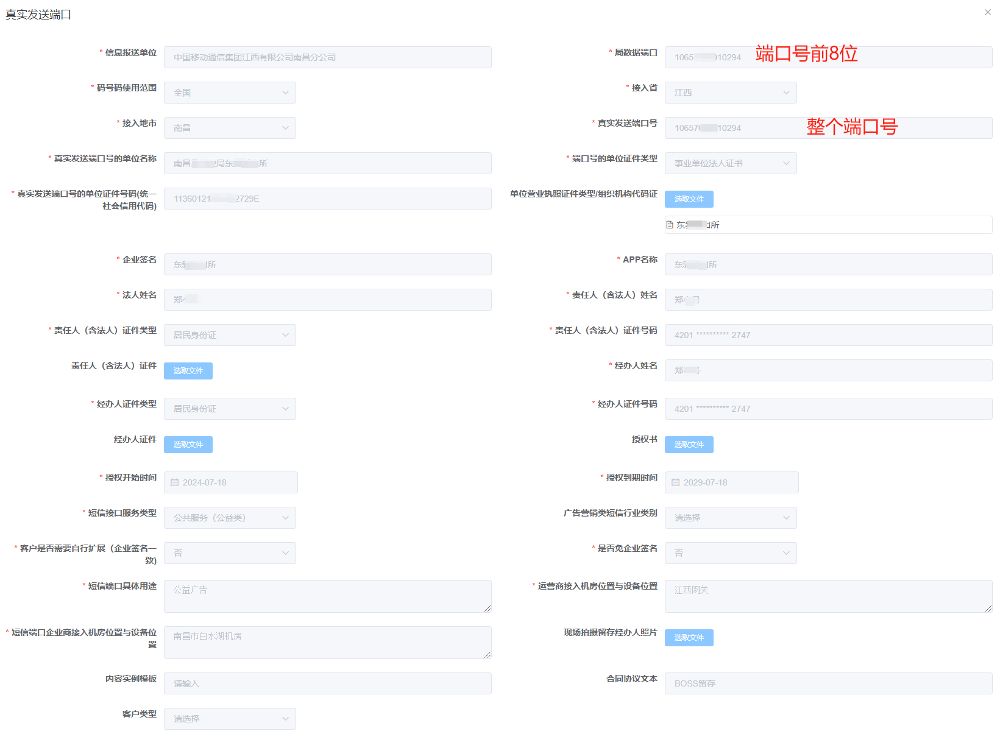 真实发送端口
* 信息报送单位 中国移动通信集团江西有限公司南昌分公司
* 局数据端口 1065 10294 端口号前8位
* 码号码使用范围 全国
* 接入省 江西
* 接入地市 南昌
* 真实发送端口号 10657 10294 整个端口号
* 真实发送端口号的单位名称 南昌 局东 所
* 端口号的单位证件类型 事业单位法人证书
* 真实发送端口号的单位证件号码(统一
社会信用代码) 11360121 2729E
单位营业执照证件类型/组织机构代码证 选取文件
东 所
* 企业签名 东 所
* APP名称 东 所
* 法人姓名 郑
* 责任人（含法人）姓名 郑
* 责任人（含法人）证件类型 居民身份证
* 责任人（含法人）证件号码 4201 ********** 2747
责任人（含法人）证件 选取文件
* 经办人姓名 郑
* 经办人证件类型 居民身份证
* 经办人证件号码 4201 ********** 2747
经办人证件 选取文件
授权书 选取文件
* 授权开始时间 2024-07-18
* 授权到期时间 2029-07-18
* 短信接口服务类型 公共服务（公益类）
广告营销类短信行业类别 请选择
* 客户是否需要自行扩展（企业签名一
致) 否
* 是否免企业签名 否
* 短信端口具体用途 公益广告
* 运营商接入机房位置与设备位置 江西网关
* 短信端口企业商接入机房位置与设备位
置 南昌市白水湖机房
现场拍摄留存经办人照片 选取文件
内容实例模板 请输入
合同协议文本 BOSS留存
客户类型 请选择